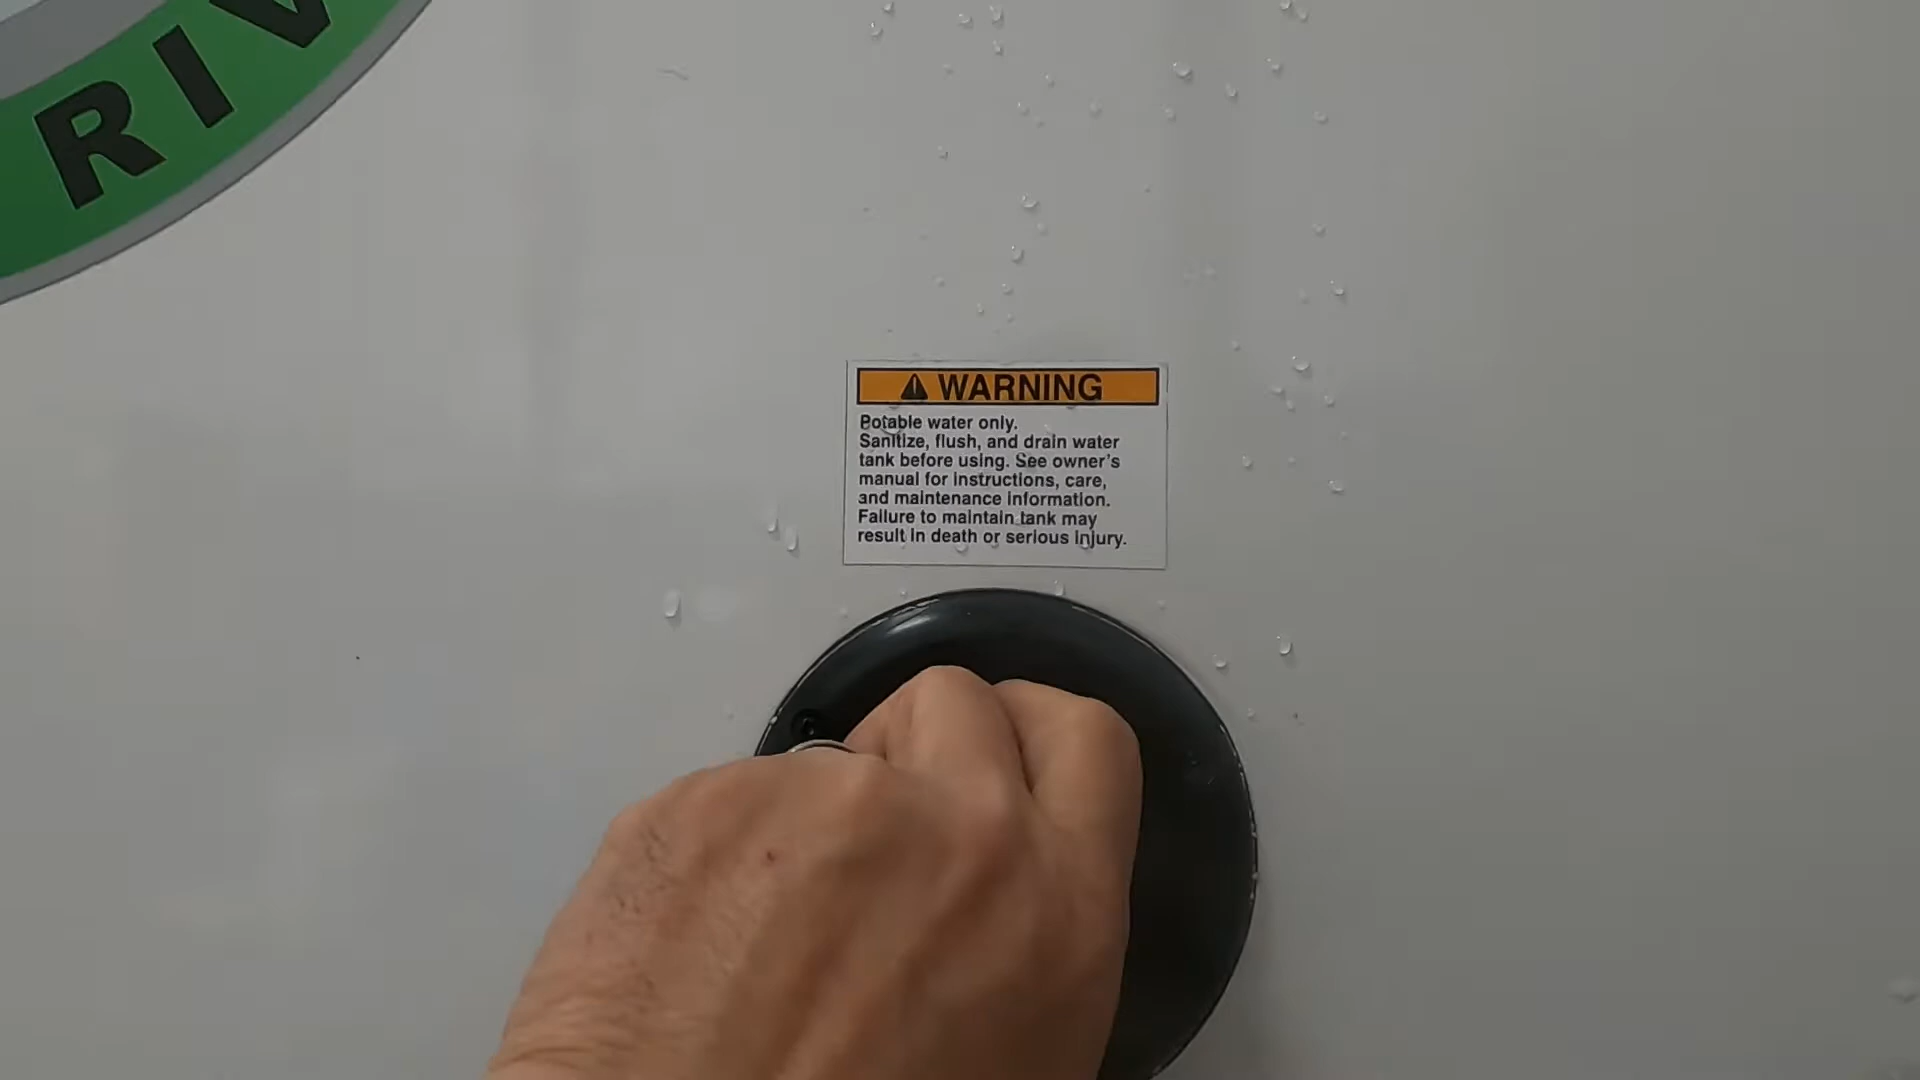 RIV
WARNING
Potable water only.
Sanitize, flush, and drain water
tank before using. See owner's
manual for instructions, care,
and maintenance information.
Failure to maintain tank may
result in death or serious injury.